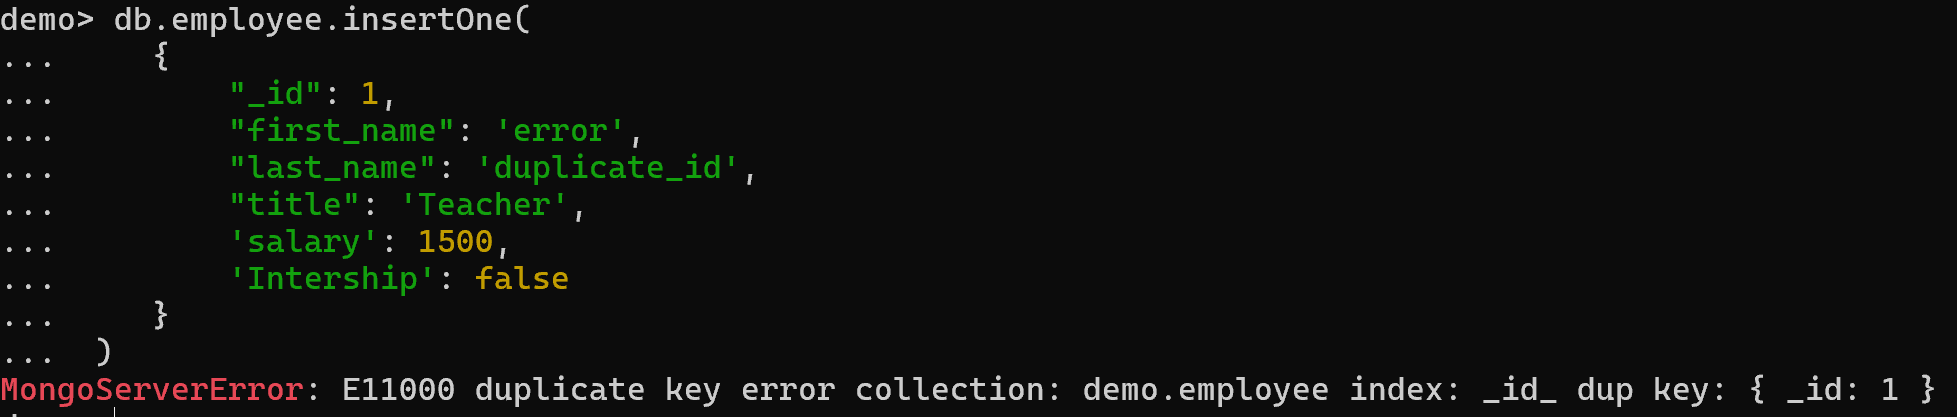 demo> db.employee.insertOne(
...     {
...         "_id": 1,
...         "first_name": 'error',
...         "last_name": 'duplicate_id',
...         "title": 'Teacher',
...         'salary': 1500,
...         'Intership': false
...     }
...  )
MongoServerError: E11000 duplicate key error collection: demo.employee index: _id_ dup key: { _id: 1 }